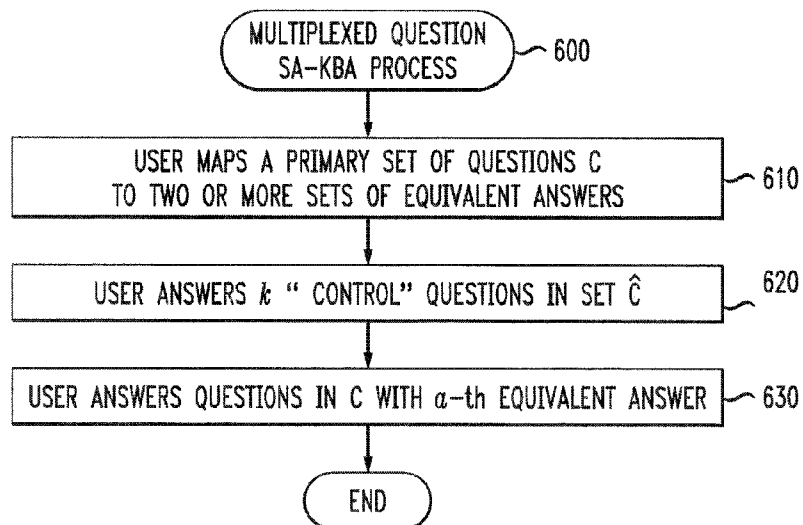 MULTIPLEXED QUESTION
SA-KBA PROCESS
600
USER MAPS A PRIMARY SET OF QUESTIONS C
TO TWO OR MORE SETS OF EQUIVALENT ANSWERS
610
USER ANSWERS k “ CONTROL” QUESTIONS IN SET Ĉ
620
USER ANSWERS QUESTIONS IN C WITH a-th EQUIVALENT ANSWER
630
END